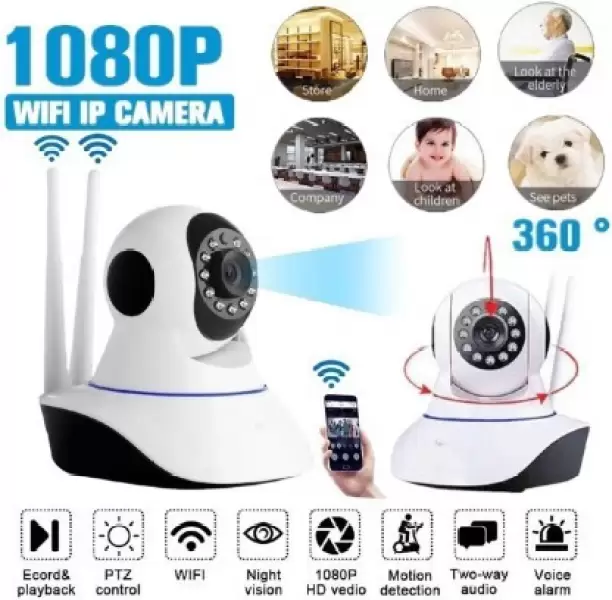 1080P
WIFI IP CAMERA
Store
Home
Look at the
elderly
Company
Look at
children
See pets
360 °
Ecord&
playback
PTZ
control
WIFI
Night
vision
1080P
HD vedio
Motion
detection
Two-way
audio
Voice
alarm